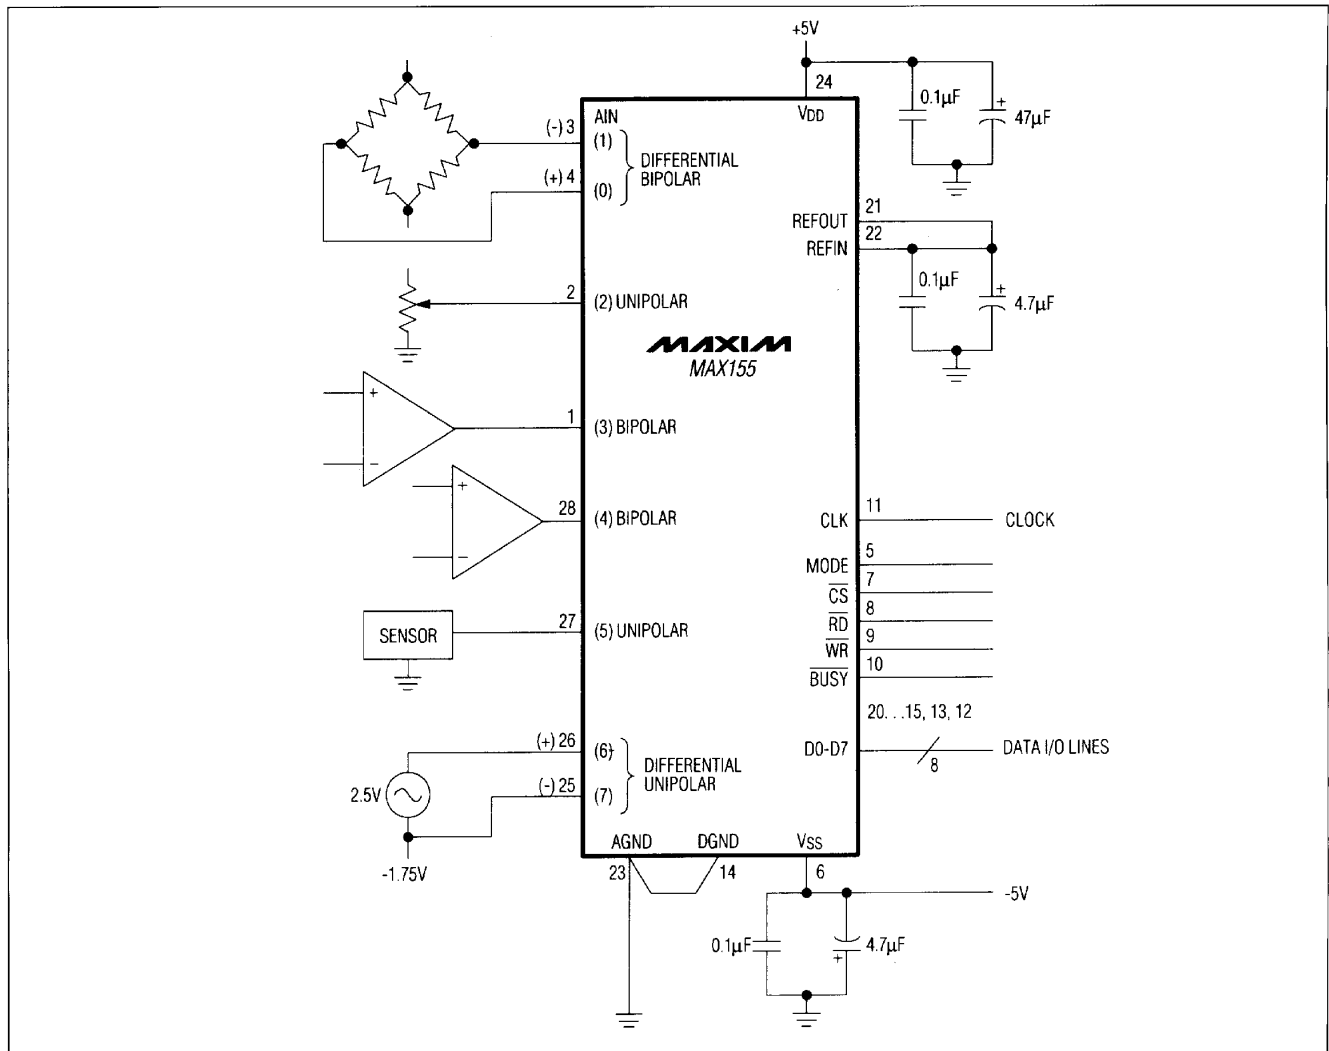 +5V
24
VDD
0.1µF
+
47µF
AIN
(-) 3
(1)
DIFFERENTIAL
BIPOLAR
(+) 4
(0)
REFOUT
21
REFIN
22
0.1µF
+
4.7µF
2
(2) UNIPOLAR
MAXIM
MAX155
+
−
1
(3) BIPOLAR
+
−
28
(4) BIPOLAR
CLK
11
CLOCK
MODE
5
CS
7
RD
8
WR
9
BUSY
10
SENSOR
27
(5) UNIPOLAR
20. . .15, 13, 12
D0-D7
8
DATA I/O LINES
2.5V
(+) 26
(6)
DIFFERENTIAL
UNIPOLAR
(-) 25
(7)
-1.75V
AGND
DGND
VSS
23
14
6
-5V
0.1µF
+
4.7µF